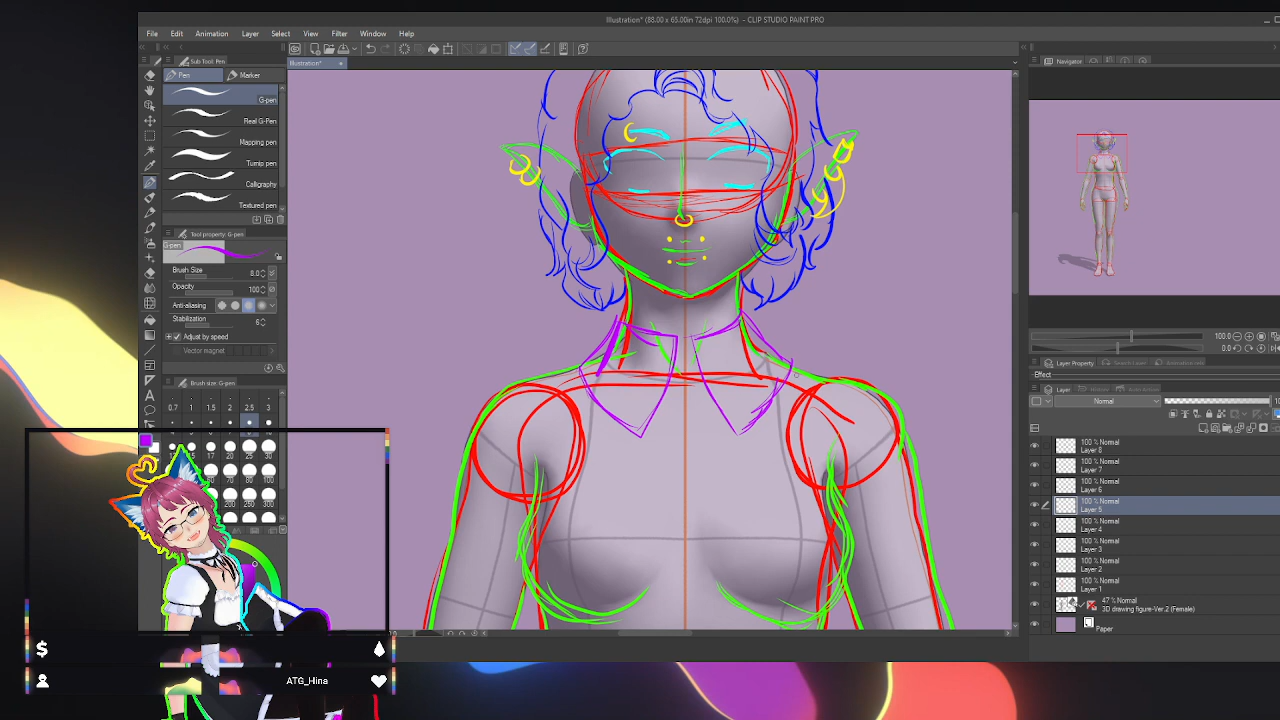 Illustration* (88.00 x 65.00in 72dpi 100.0%) - CLIP STUDIO PAINT PRO
File Edit Animation Layer Select View Filter Window Help
Sub Tool: Pen
Illustration*
Navigator
Pen
Marker
G-pen
Real G-Pen
Mapping pen
Turnip pen
Calligraphy
Textured pen
Tool property: G-pen
G-pen
Brush Size 8.0
Opacity 100
Anti-aliasing
Stabilization 6
Adjust by speed
Vector magnet
100.0
0.0
Layer Property
Search Layer
Effect
Brush size: G-pen
Layer
0.7 1 1.5 2 2.5 3
Normal
100 % Normal
Layer 8
100 % Normal
Layer 7
100 % Normal
Layer 6
100 % Normal
Layer 5
100 % Normal
Layer 4
100 % Normal
Layer 3
100 % Normal
Layer 2
100 % Normal
Layer 1
47 % Normal
3D drawing figure-Ver.2 (Female)
Paper
$
ATG_Hina